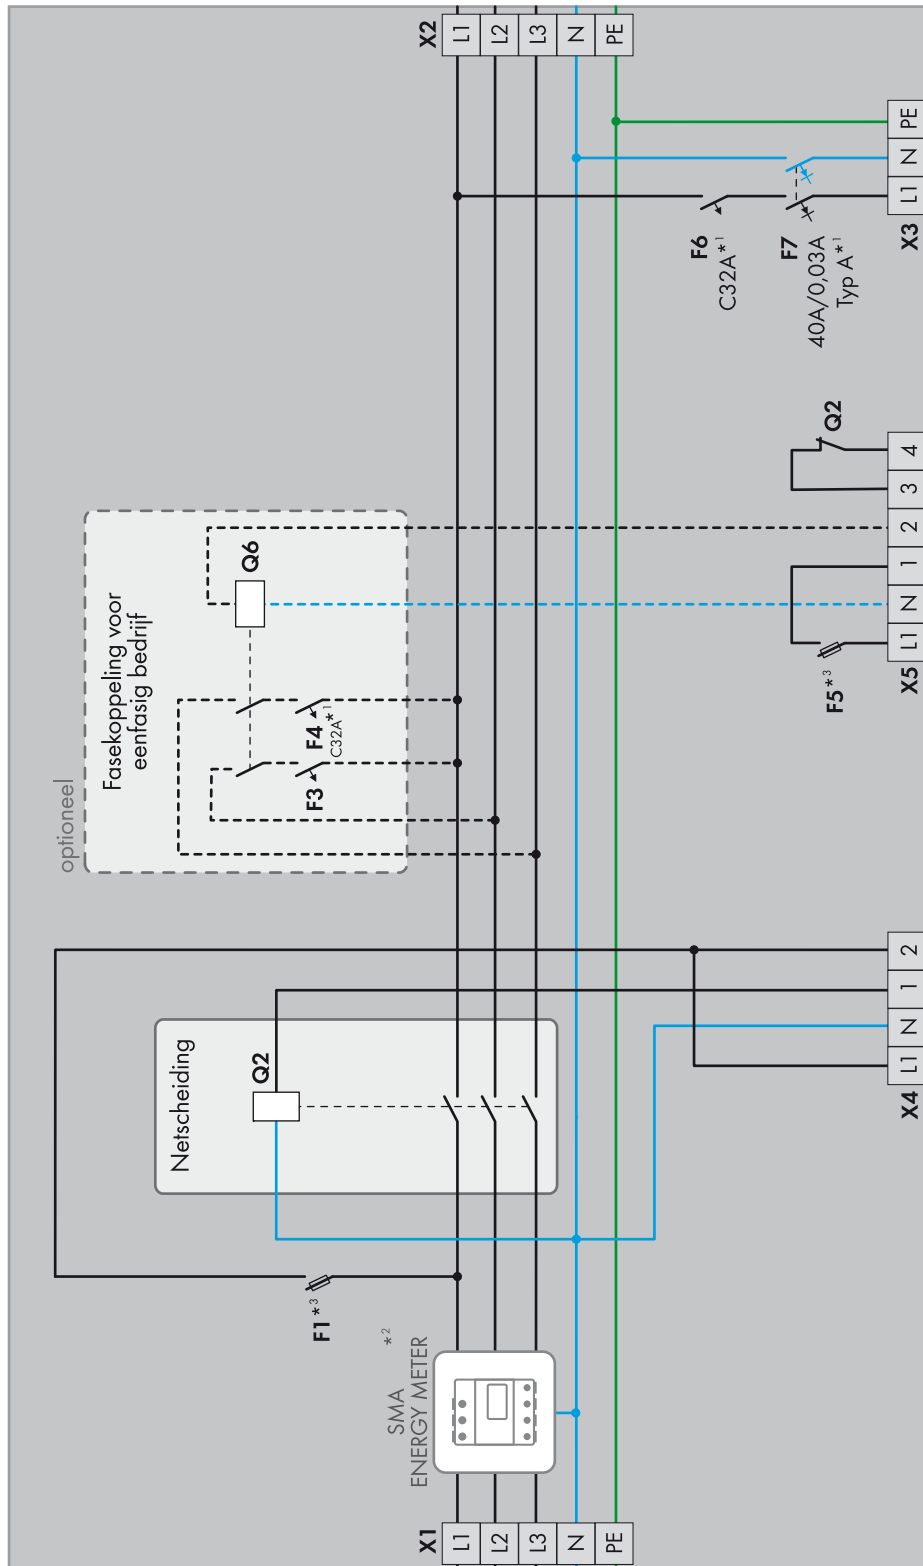 X1
L1
L2
L3
N
PE
SMA
ENERGY METER
*2
F1*3
Netscheiding
Q2
X4
L1
N
1
2
optioneel
Fasekoppeling voor
eenfasig bedrijf
F3
F4
C32A*1
Q6
X5
L1
N
1
2
3
4
F5*3
Q2
F6
C32A*1
F7
40A/0,03A
Typ A*1
X3
L1
N
PE
X2
L1
L2
L3
N
PE